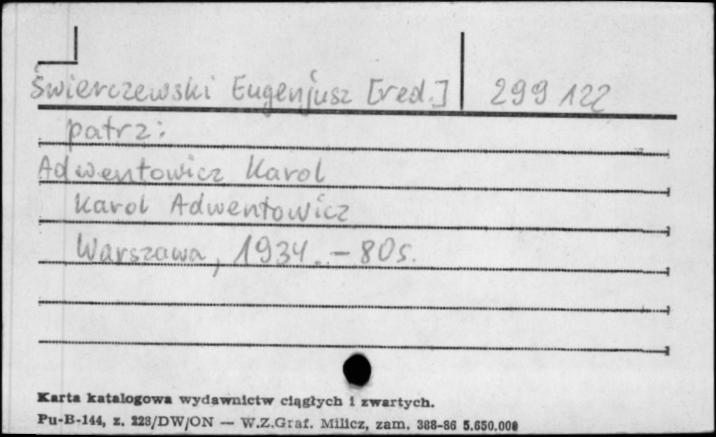 Świerczewski Eugenjusz [red.] 299 122
patrz:
Adwentowicz Karol
Karol Adwentowicz
Warszawa, 1934. – 80s.
Karta katalogowa wydawnictw ciągłych i zwartych.
Pu-B-144, z. 228/DW/ON — W.Z.Graf. Milicz, zam. 388-86 5.650.000